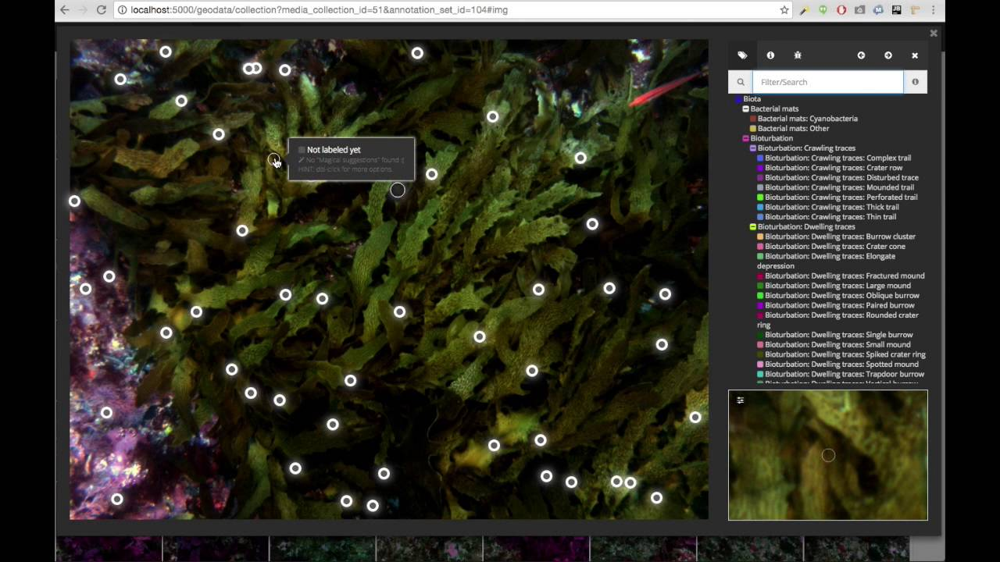 localhost:5000/geodata/collection?media_collection_id=51&annotation_set_id=104#img
Filter/Search
Biota
Bacterial mats
Bacterial mats: Cyanobacteria
Bacterial mats: Other
Bioturbation
Bioturbation: Crawling traces
Bioturbation: Crawling traces: Complex trail
Bioturbation: Crawling traces: Crater row
Bioturbation: Crawling traces: Disturbed trace
Bioturbation: Crawling traces: Mounded trail
Bioturbation: Crawling traces: Perforated trail
Bioturbation: Crawling traces: Thick trail
Bioturbation: Crawling traces: Thin trail
Bioturbation: Dwelling traces
Bioturbation: Dwelling traces: Burrow cluster
Bioturbation: Dwelling traces: Crater cone
Bioturbation: Dwelling traces: Elongate
depression
Bioturbation: Dwelling traces: Fractured mound
Bioturbation: Dwelling traces: Large mound
Bioturbation: Dwelling traces: Oblique burrow
Bioturbation: Dwelling traces: Paired burrow
Bioturbation: Dwelling traces: Rounded crater
ring
Bioturbation: Dwelling traces: Single burrow
Bioturbation: Dwelling traces: Small mound
Bioturbation: Dwelling traces: Spiked crater ring
Bioturbation: Dwelling traces: Spotted mound
Bioturbation: Dwelling traces: Trapdoor burrow
Bioturbation: Dwelling traces: Vertical burrow
Not labeled yet
No "Magical suggestions" found :(
HINT: dbl-click for more options.